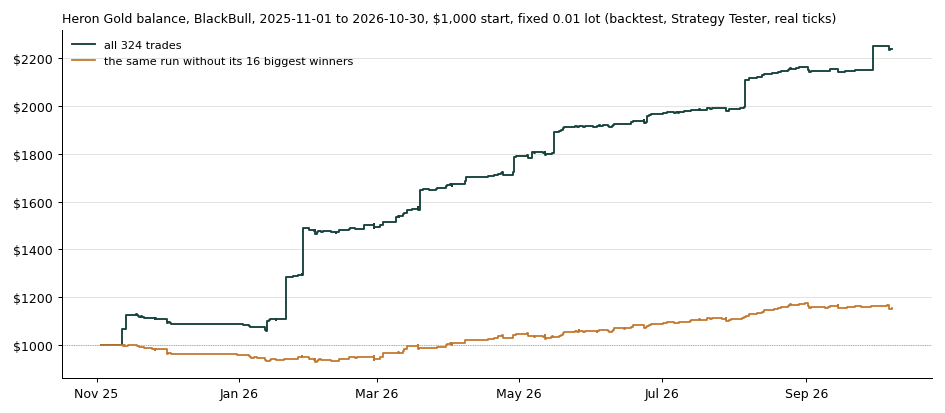 Heron Gold balance, BlackBull, 2025-11-01 to 2026-10-30, $1,000 start, fixed 0.01 lot (backtest, Strategy Tester, real ticks)
all 324 trades
the same run without its 16 biggest winners
$2200
$2000
$1800
$1600
$1400
$1200
$1000
Nov 25
Jan 26
Mar 26
May 26
Jul 26
Sep 26